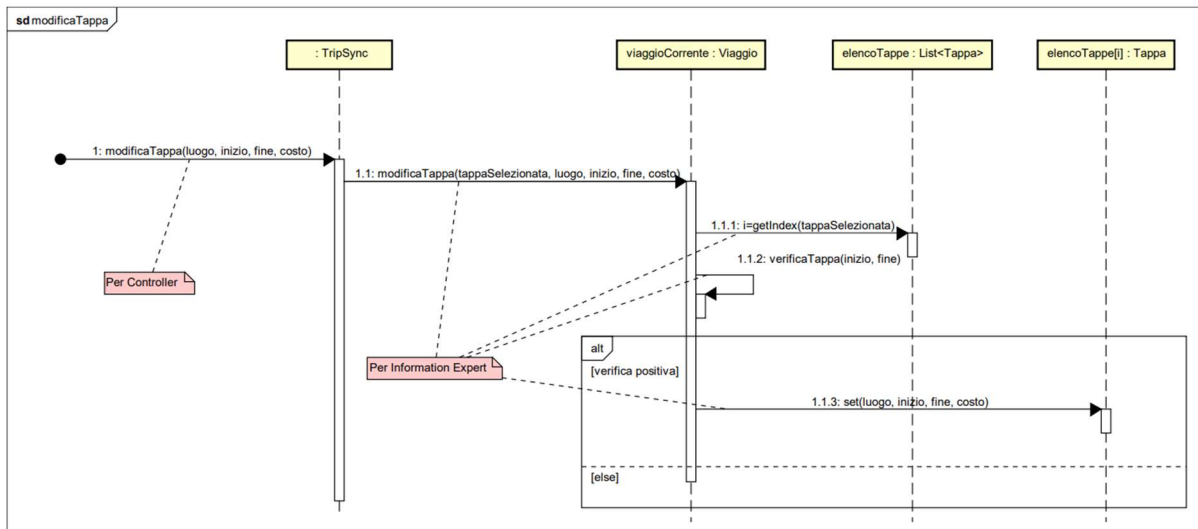 sd modificaTappa
: TripSync
viaggioCorrente : Viaggio
elencoTappe : List<Tappa>
elencoTappe[i] : Tappa
1: modificaTappa(luogo, inizio, fine, costo)
1.1: modificaTappa(tappaSelezionata, luogo, inizio, fine, costo)
1.1.1: i=getIndex(tappaSelezionata)
1.1.2: verificaTappa(inizio, fine)
Per Controller
alt
Per Information Expert
[verifica positiva]
1.1.3: set(luogo, inizio, fine, costo)
[else]